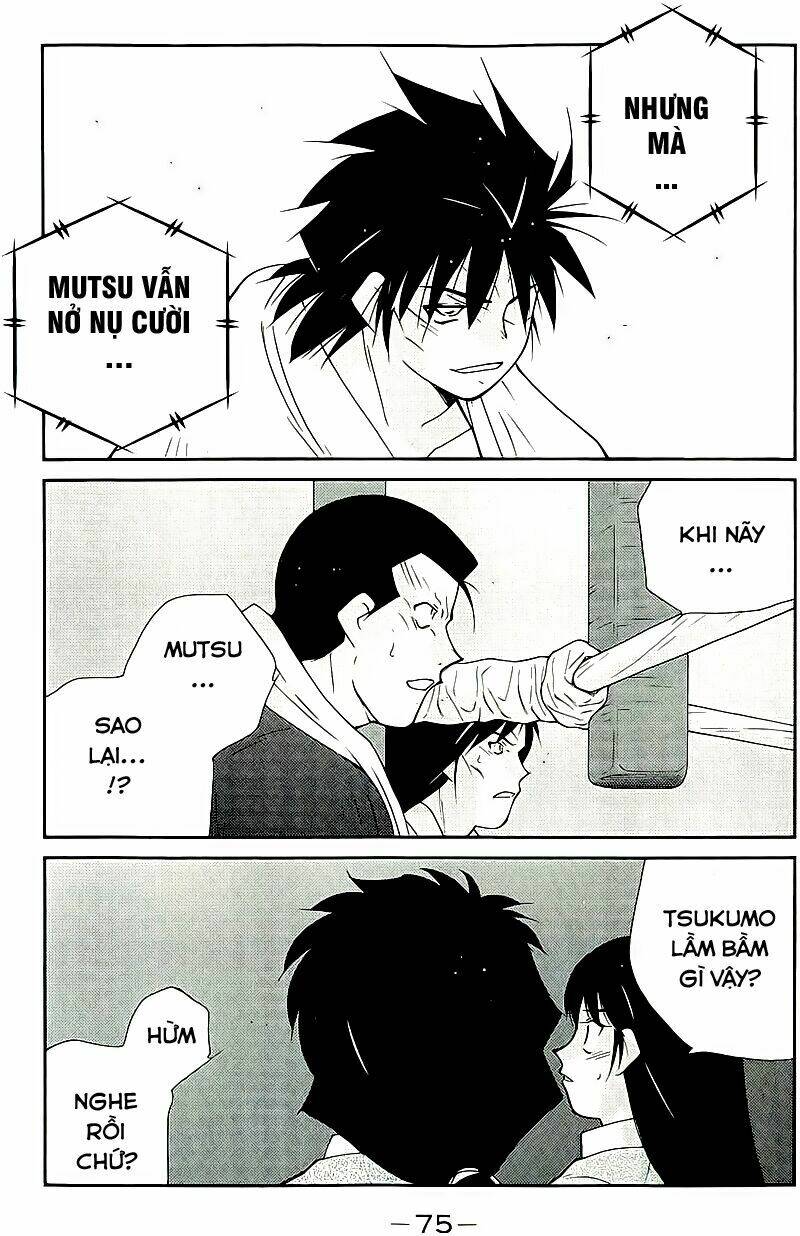 NHƯNG
MÀ
...
MUTSU VẪN
NỞ NỤ CƯỜI
...
KHI NÃY
...
MUTSU
...
SAO
LẠI...
!?
TSUKUMO
LẦM BẦM
GÌ VẬY?
HỪM
NGHE
RỒI
CHỨ?
-75-